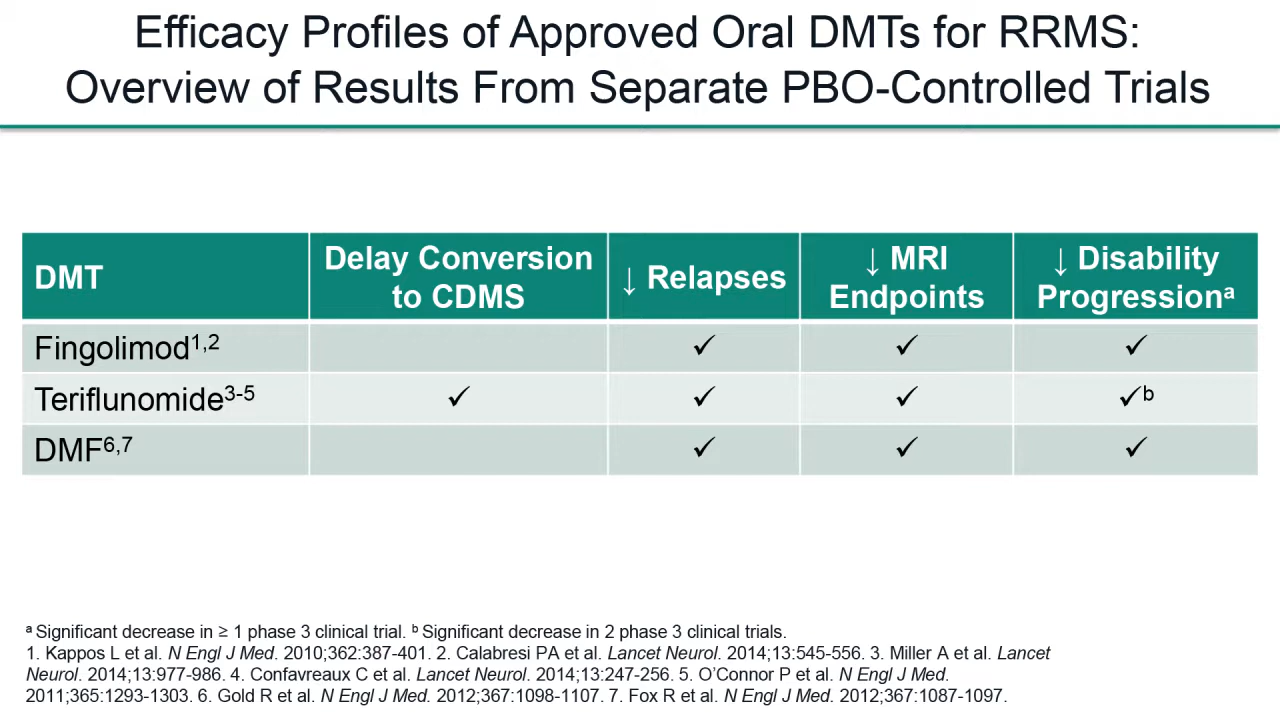 Efficacy Profiles of Approved Oral DMTs for RRMS:
Overview of Results From Separate PBO-Controlled Trials
DMT
Delay Conversion
to CDMS
↓ Relapses
↓ MRI
Endpoints
↓ Disability
Progressionᵃ
Fingolimod¹,² ✓ ✓ ✓
Teriflunomide³⁻⁵ ✓ ✓ ✓ ✓ᵇ
DMF⁶,⁷ ✓ ✓ ✓
ᵃ Significant decrease in ≥ 1 phase 3 clinical trial. ᵇ Significant decrease in 2 phase 3 clinical trials.
1. Kappos L et al. N Engl J Med. 2010;362:387-401. 2. Calabresi PA et al. Lancet Neurol. 2014;13:545-556. 3. Miller A et al. Lancet
Neurol. 2014;13:977-986. 4. Confavreaux C et al. Lancet Neurol. 2014;13:247-256. 5. O’Connor P et al. N Engl J Med.
2011;365:1293-1303. 6. Gold R et al. N Engl J Med. 2012;367:1098-1107. 7. Fox R et al. N Engl J Med. 2012;367:1087-1097.